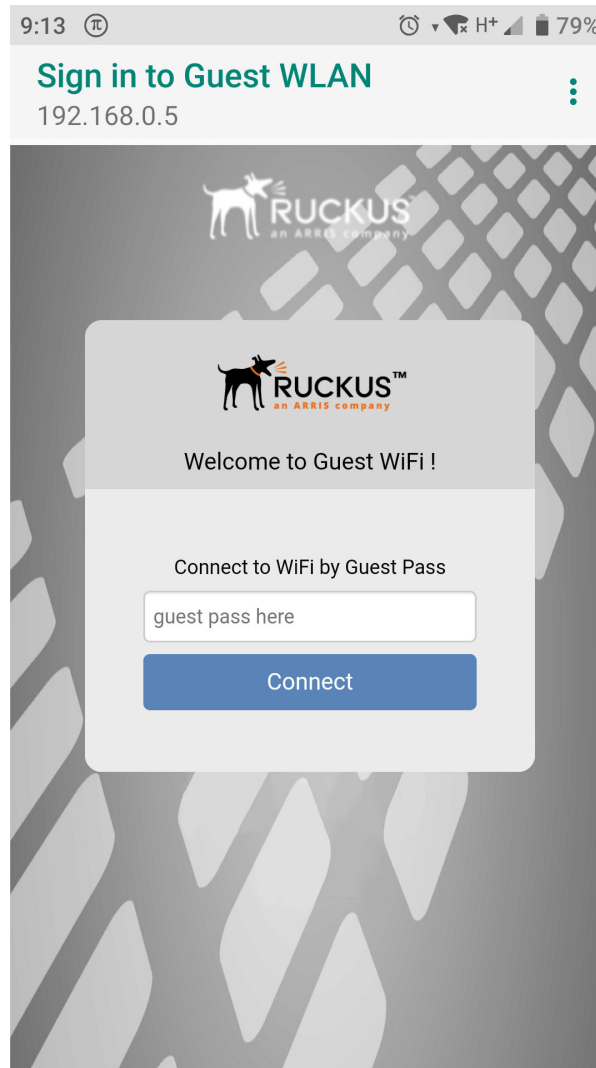 9:13 π H+ 79%
Sign in to Guest WLAN
192.168.0.5
RUCKUS
an ARRIS company
RUCKUS™
an ARRIS company
Welcome to Guest WiFi !
Connect to WiFi by Guest Pass
guest pass here
Connect